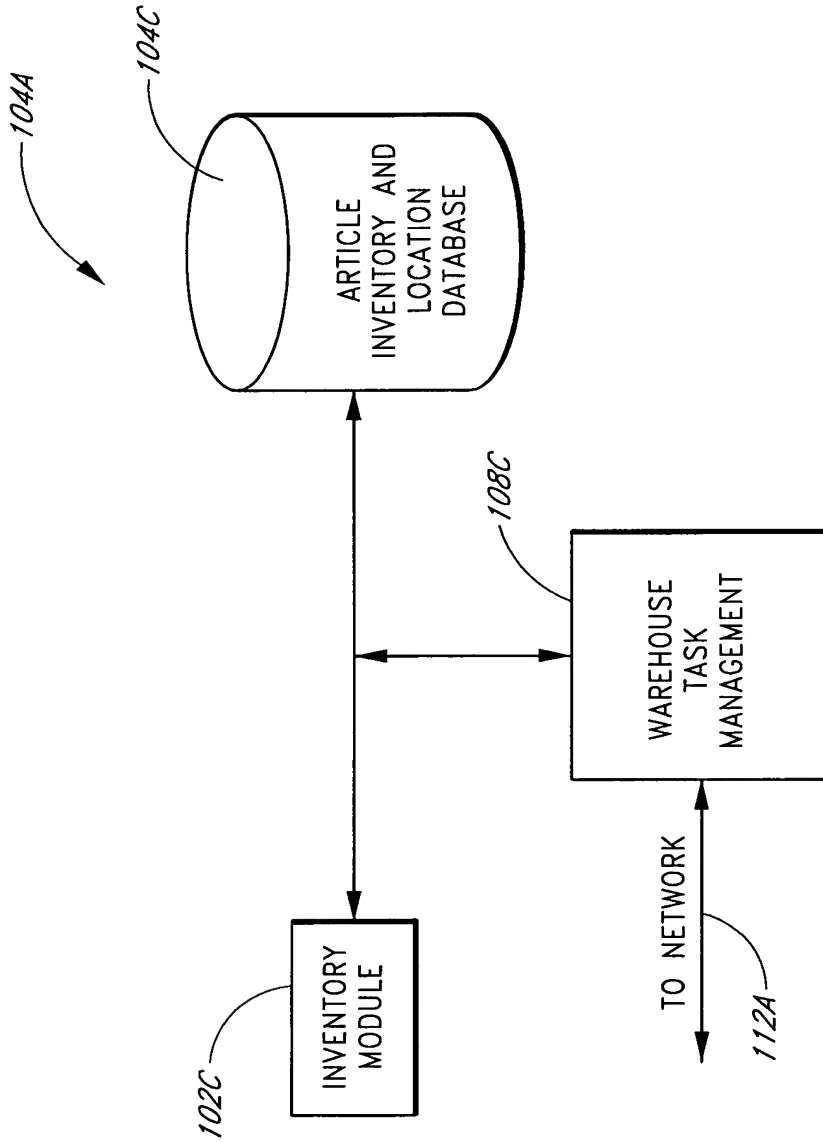 104A
104C
ARTICLE
INVENTORY AND
LOCATION
DATABASE
102C
INVENTORY
MODULE
108C
WAREHOUSE
TASK
MANAGEMENT
TO NETWORK
112A